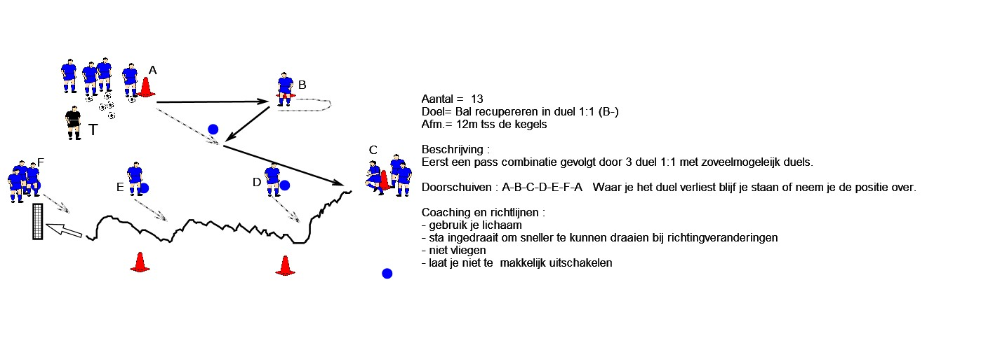 A
B
T
C
F
D
E
Aantal =  13
Doel= Bal recupereren in duel 1:1 (B-)
Afm.= 12m tss de kegels
Beschrijving :
Eerst een pass combinatie gevolgt door 3 duel 1:1 met zoveelmogeleijk duels.
Doorschuiven : A-B-C-D-E-F-A   Waar je het duel verliest blijf je staan of neem je de positie over.
Coaching en richtlijnen :
- gebruik je lichaam
- sta ingedraait om sneller te kunnen draaien bij richtingveranderingen
- niet vliegen
- laat je niet te  makkelijk uitschakelen